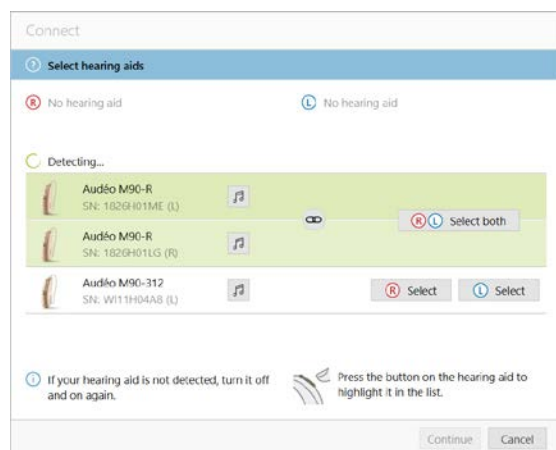 Connect
Select hearing aids
R No hearing aid
L No hearing aid
Detecting...
Audéo M90-R
SN: 1826H01ME (L)
R L Select both
Audéo M90-R
SN: 1826H01LG (R)
Audéo M90-312
SN: WI11H04A8 (L)
R Select
L Select
If your hearing aid is not detected, turn it off
and on again.
Press the button on the hearing aid to
highlight it in the list.
Continue
Cancel